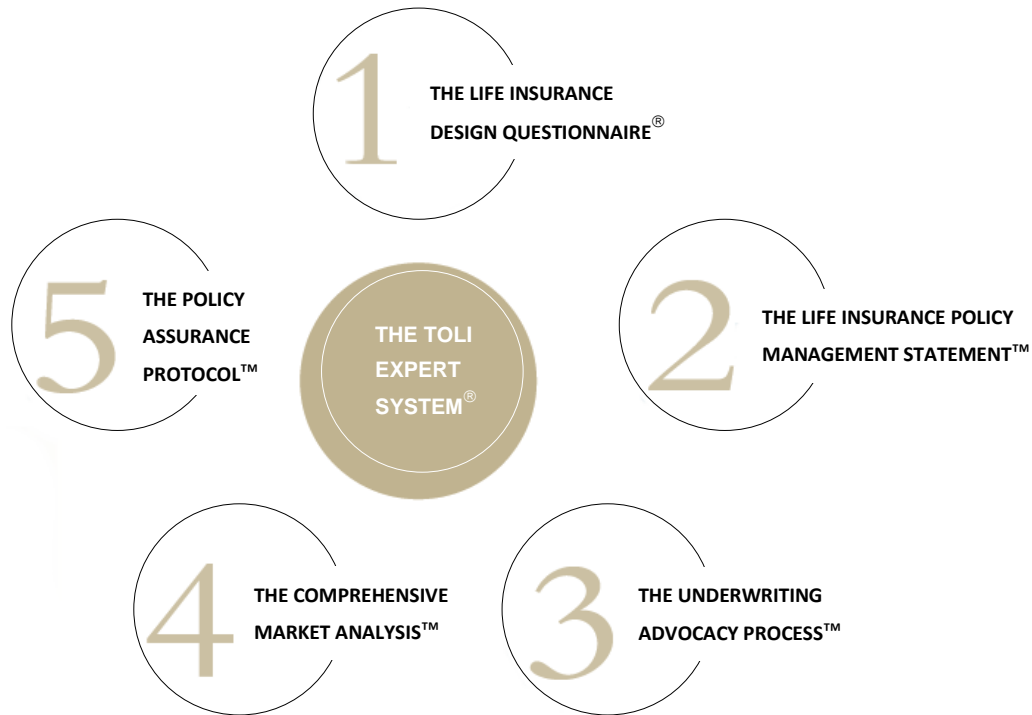 1
THE LIFE INSURANCE
DESIGN QUESTIONNAIRE®
2
THE LIFE INSURANCE POLICY
MANAGEMENT STATEMENT™
3
THE UNDERWRITING
ADVOCACY PROCESS™
4
THE COMPREHENSIVE
MARKET ANALYSIS™
5
THE POLICY
ASSURANCE
PROTOCOL™
THE TOLI
EXPERT
SYSTEM®